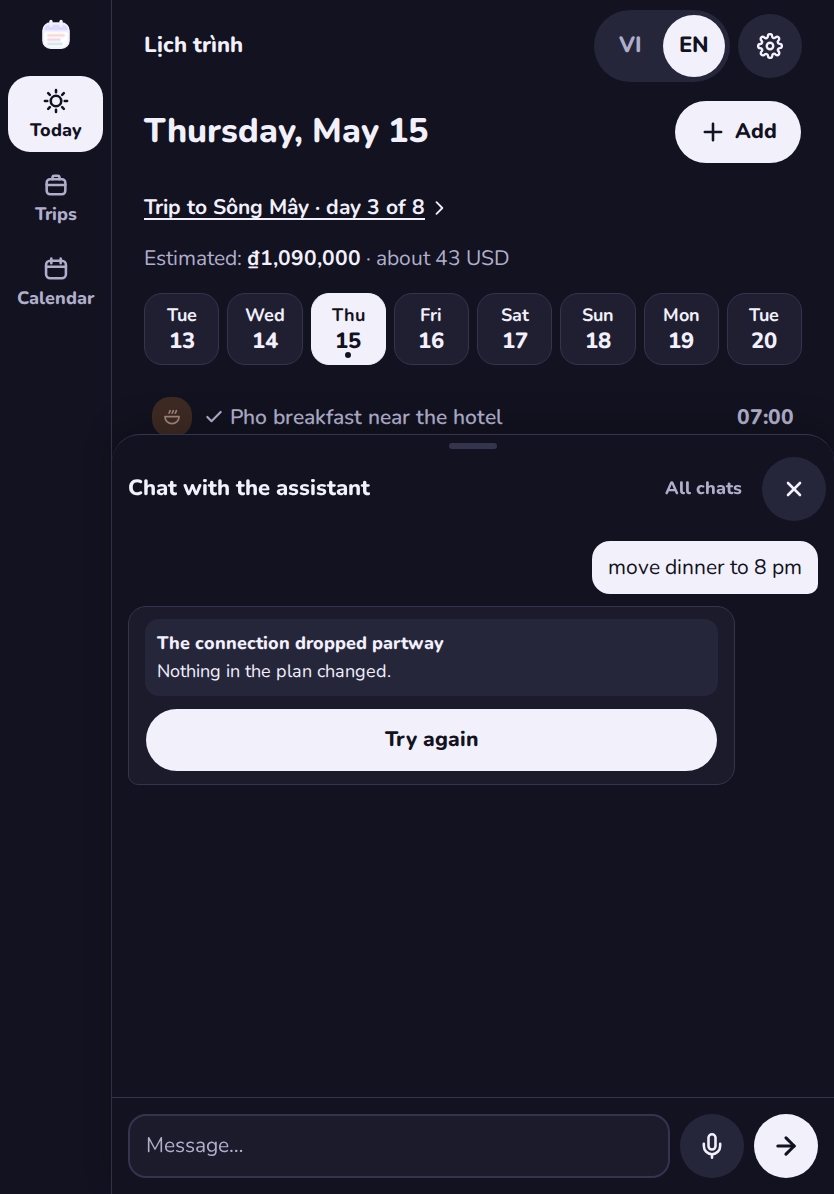 Lịch trình
VI
EN
Today
Trips
Calendar
Thursday, May 15
Add
Trip to Sông Mây · day 3 of 8
Estimated: ₫1,090,000 · about 43 USD
Tue Wed Thu Fri Sat Sun Mon Tue
13 14 15 16 17 18 19 20
Pho breakfast near the hotel 07:00
Chat with the assistant
All chats
move dinner to 8 pm
The connection dropped partway
Nothing in the plan changed.
Try again
Message...